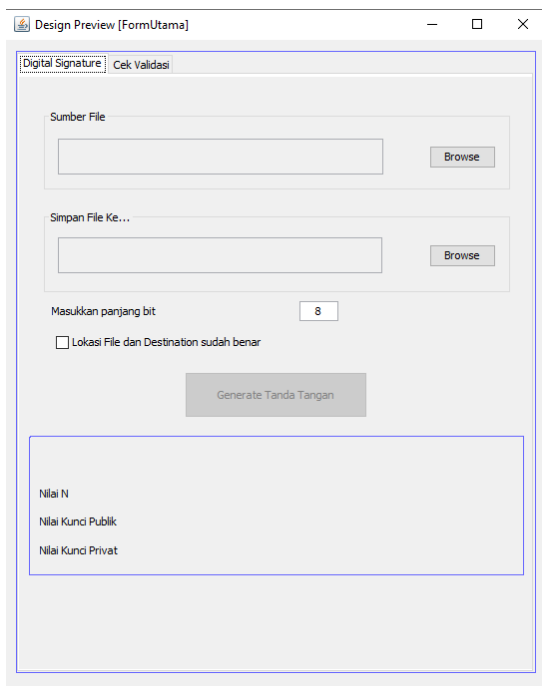 Design Preview [FormUtama]
Digital Signature
Cek Validasi
Sumber File
Browse
Simpan File Ke...
Browse
Masukkan panjang bit
8
Lokasi File dan Destination sudah benar
Generate Tanda Tangan
Nilai N
Nilai Kunci Publik
Nilai Kunci Privat